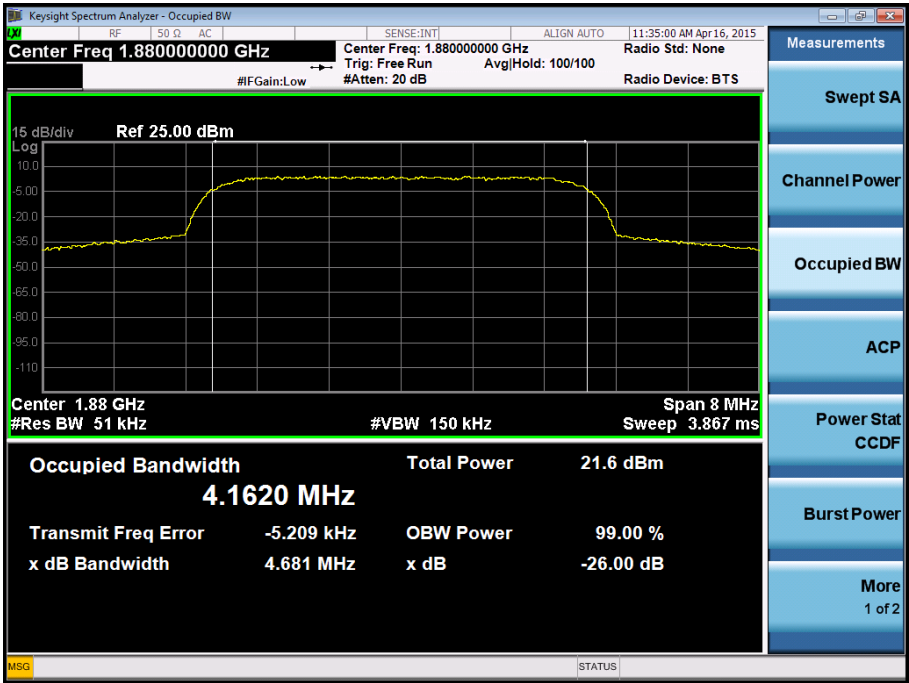 Keysight Spectrum Analyzer - Occupied BW
LXI RF 50 Ω AC SENSE:INT ALIGN AUTO 11:35:00 AM Apr 16, 2015
Center Freq 1.880000000 GHz
Center Freq: 1.880000000 GHz Radio Std: None
Trig: Free Run Avg|Hold: 100/100
#IFGain:Low #Atten: 20 dB Radio Device: BTS
15 dB/div Ref 25.00 dBm
Log
10.0
-5.00
-20.0
-35.0
-50.0
-65.0
-80.0
-95.0
-110
Center 1.88 GHz Span 8 MHz
#Res BW 51 kHz #VBW 150 kHz Sweep 3.867 ms
Occupied Bandwidth Total Power 21.6 dBm
4.1620 MHz
Transmit Freq Error -5.209 kHz OBW Power 99.00 %
x dB Bandwidth 4.681 MHz x dB -26.00 dB
MSG STATUS
Measurements
Swept SA
Channel Power
Occupied BW
ACP
Power Stat
CCDF
Burst Power
More
1 of 2